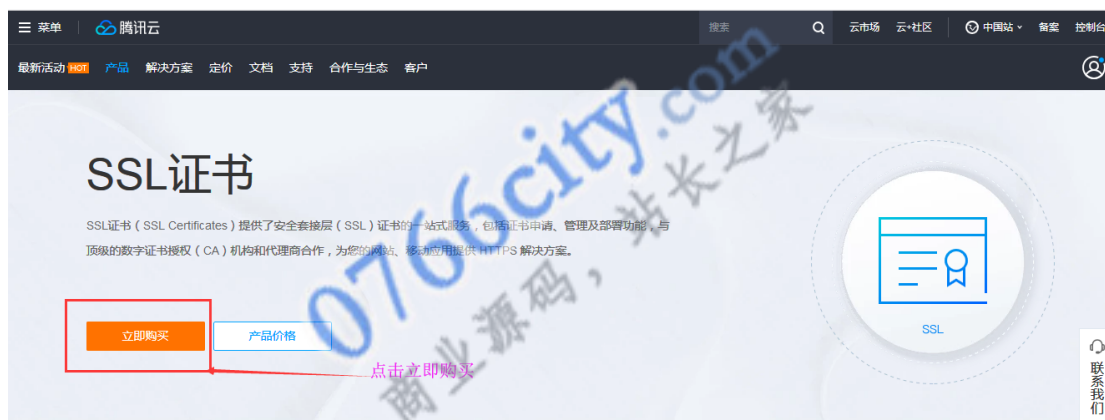 菜单 腾讯云 搜索 云市场 云+社区 中国站 备案 控制台
最新活动 HOT 产品 解决方案 定价 文档 支持 合作与生态 客户
SSL证书
SSL证书（SSL Certificates）提供了安全套接层（SSL）证书的一站式服务，包括证书申请、管理及部署功能，与
顶级的数字证书授权（CA）机构和代理商合作，为您的网站、移动应用提供 HTTPS 解决方案。
立即购买 产品价格
点击立即购买
SSL
联系我们
0766city.com
商业源码，站长之家